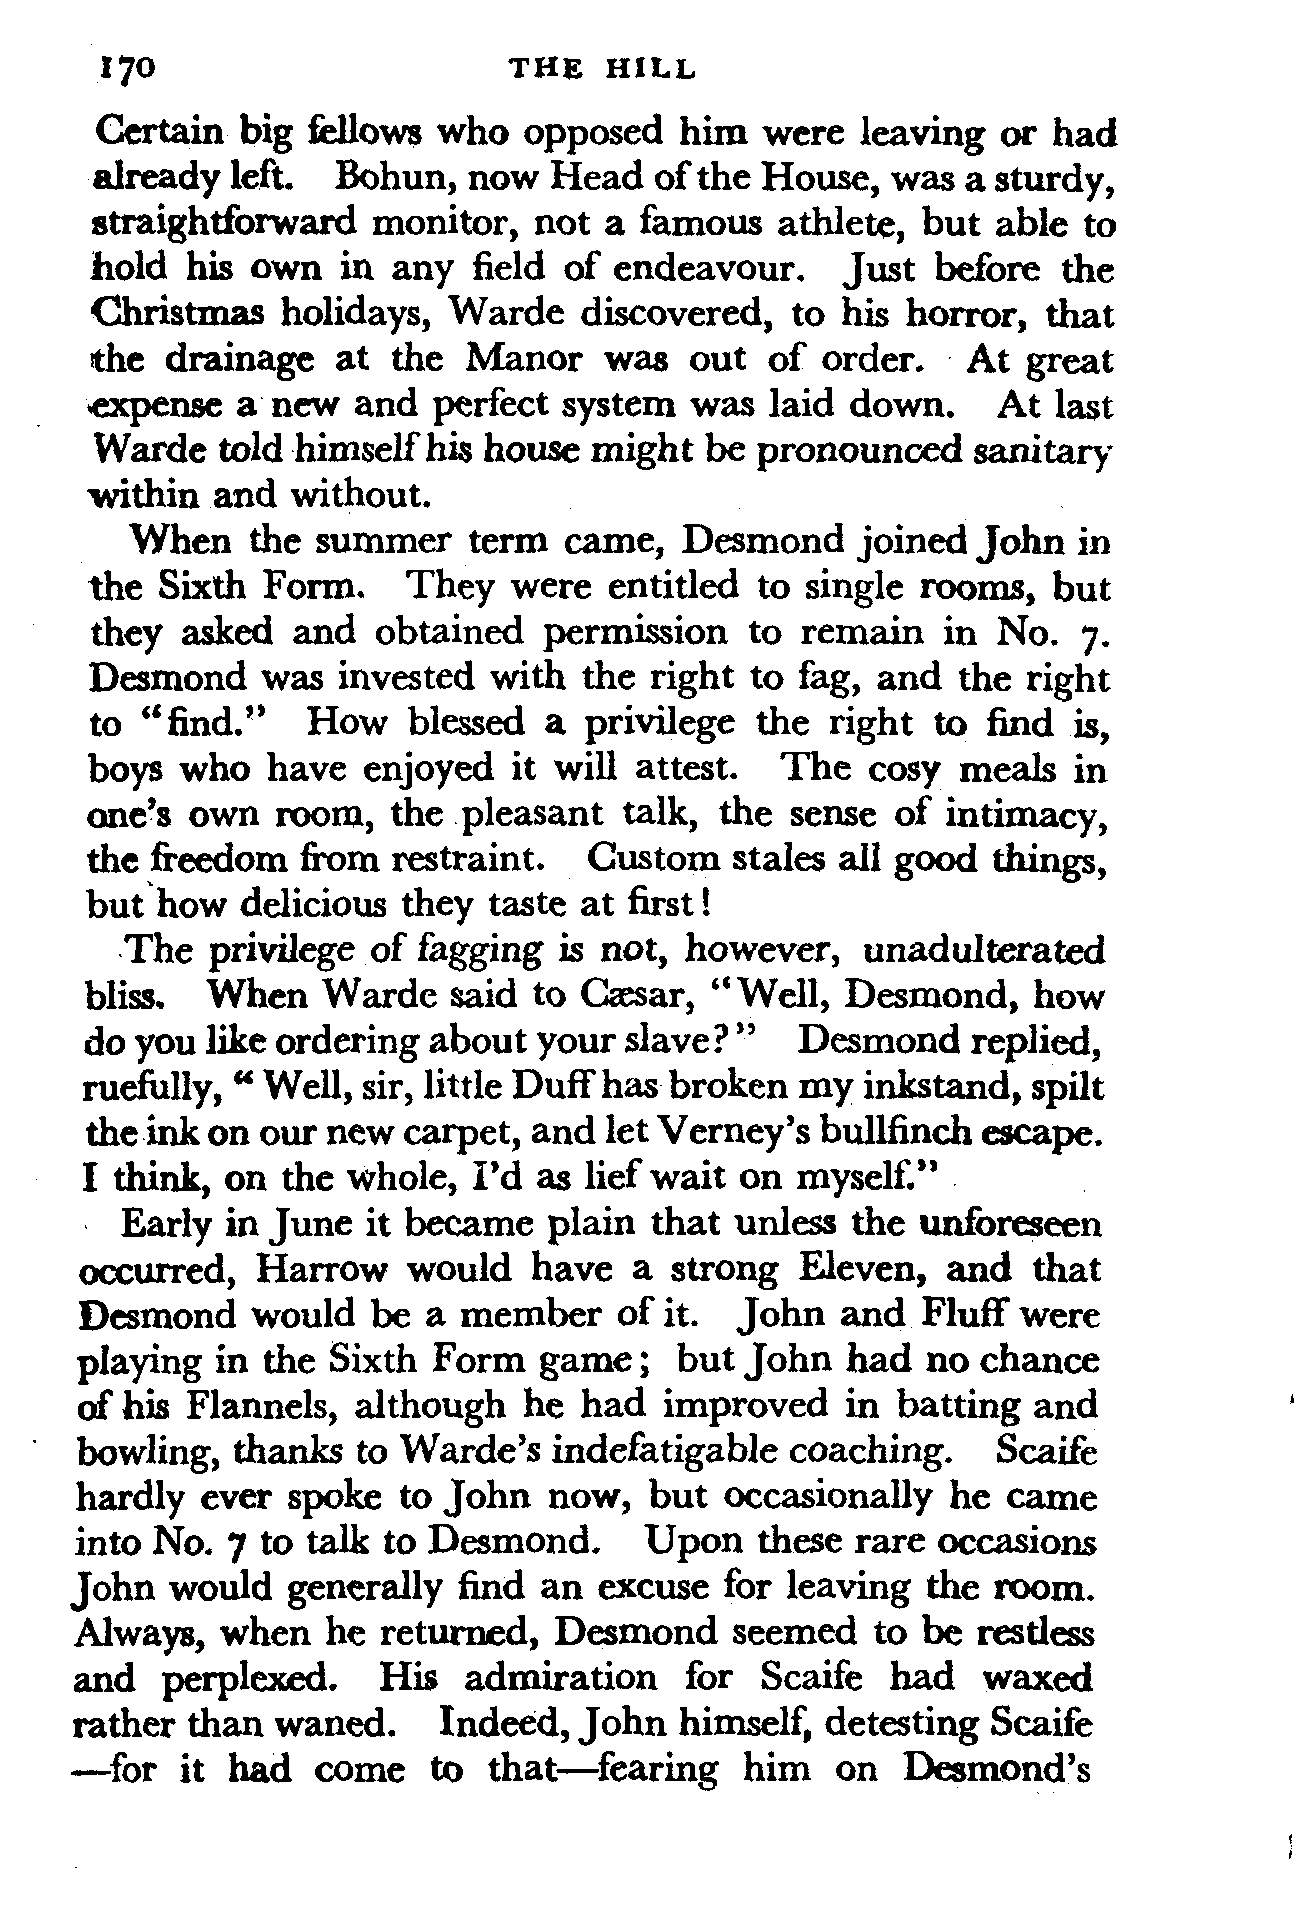 170 THE HILL
Certain big fellows who opposed him were leaving or had
already left. Bohun, now Head of the House, was a sturdy,
straightforward monitor, not a famous athlete, but able to
hold his own in any field of endeavour. Just before the
Christmas holidays, Warde discovered, to his horror, that
the drainage at the Manor was out of order. At great
expense a new and perfect system was laid down. At last
Warde told himself his house might be pronounced sanitary
within and without.
When the summer term came, Desmond joined John in
the Sixth Form. They were entitled to single rooms, but
they asked and obtained permission to remain in No. 7.
Desmond was invested with the right to fag, and the right
to “find.” How blessed a privilege the right to find is,
boys who have enjoyed it will attest. The cosy meals in
one’s own room, the pleasant talk, the sense of intimacy,
the freedom from restraint. Custom stales all good things,
but how delicious they taste at first!
The privilege of fagging is not, however, unadulterated
bliss. When Warde said to Cæsar, “Well, Desmond, how
do you like ordering about your slave?” Desmond replied,
ruefully, “Well, sir, little Duff has broken my inkstand, spilt
the ink on our new carpet, and let Verney’s bullfinch escape.
I think, on the whole, I’d as lief wait on myself.”
Early in June it became plain that unless the unforeseen
occurred, Harrow would have a strong Eleven, and that
Desmond would be a member of it. John and Fluff were
playing in the Sixth Form game; but John had no chance
of his Flannels, although he had improved in batting and
bowling, thanks to Warde’s indefatigable coaching. Scaife
hardly ever spoke to John now, but occasionally he came
into No. 7 to talk to Desmond. Upon these rare occasions
John would generally find an excuse for leaving the room.
Always, when he returned, Desmond seemed to be restless
and perplexed. His admiration for Scaife had waxed
rather than waned. Indeed, John himself, detesting Scaife
—for it had come to that—fearing him on Desmond’s